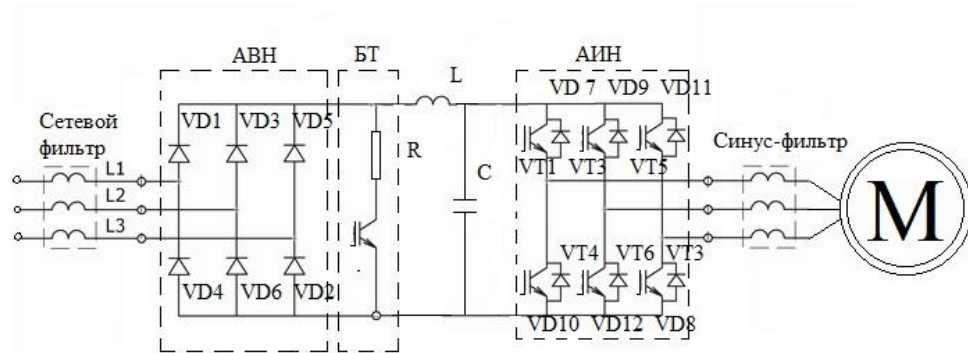 АВН
БТ
АИН
L
VD 7
VD9
VD11
Сетевой
фильтр
VD1
VD3
VD5
R
C
VT1
VT3
VT5
Синус-фильтр
L1
L2
L3
M
VD4
VD6
VD2
VT4
VT6
VT3
VD10
VD12
VD8